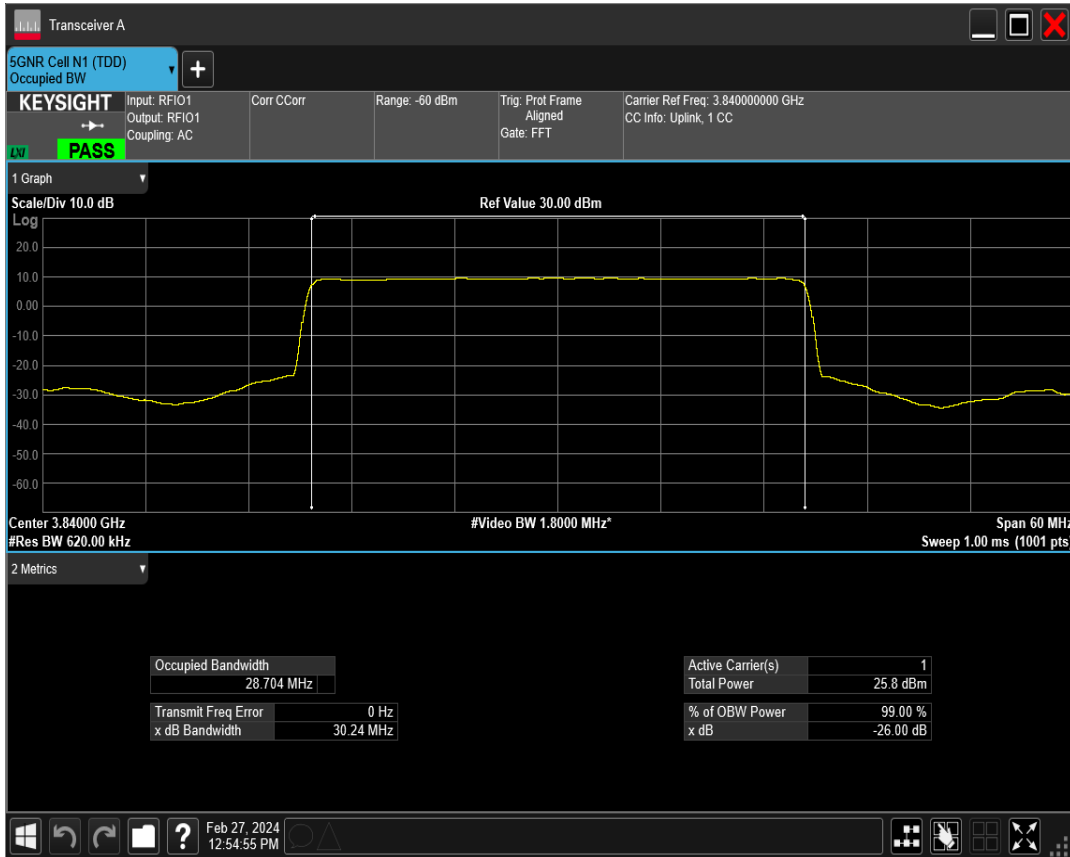 Transceiver A
5GNR Cell N1 (TDD)
Occupied BW
+
KEYSIGHT
LXI
PASS
Input: RFIO1
Output: RFIO1
Coupling: AC
Corr CCorr
Range: -60 dBm
Trig: Prot Frame
Aligned
Gate: FFT
Carrier Ref Freq: 3.840000000 GHz
CC Info: Uplink, 1 CC
1 Graph
Scale/Div 10.0 dB
Ref Value 30.00 dBm
Log
20.0
10.0
0.00
-10.0
-20.0
-30.0
-40.0
-50.0
-60.0
Center 3.84000 GHz
#Video BW 1.8000 MHz*
Span 60 MHz
#Res BW 620.00 kHz
Sweep 1.00 ms (1001 pts)
2 Metrics
Occupied Bandwidth
28.704 MHz
Transmit Freq Error 0 Hz
x dB Bandwidth 30.24 MHz
Active Carrier(s) 1
Total Power 25.8 dBm
% of OBW Power 99.00 %
x dB -26.00 dB
?
Feb 27, 2024
12:54:55 PM